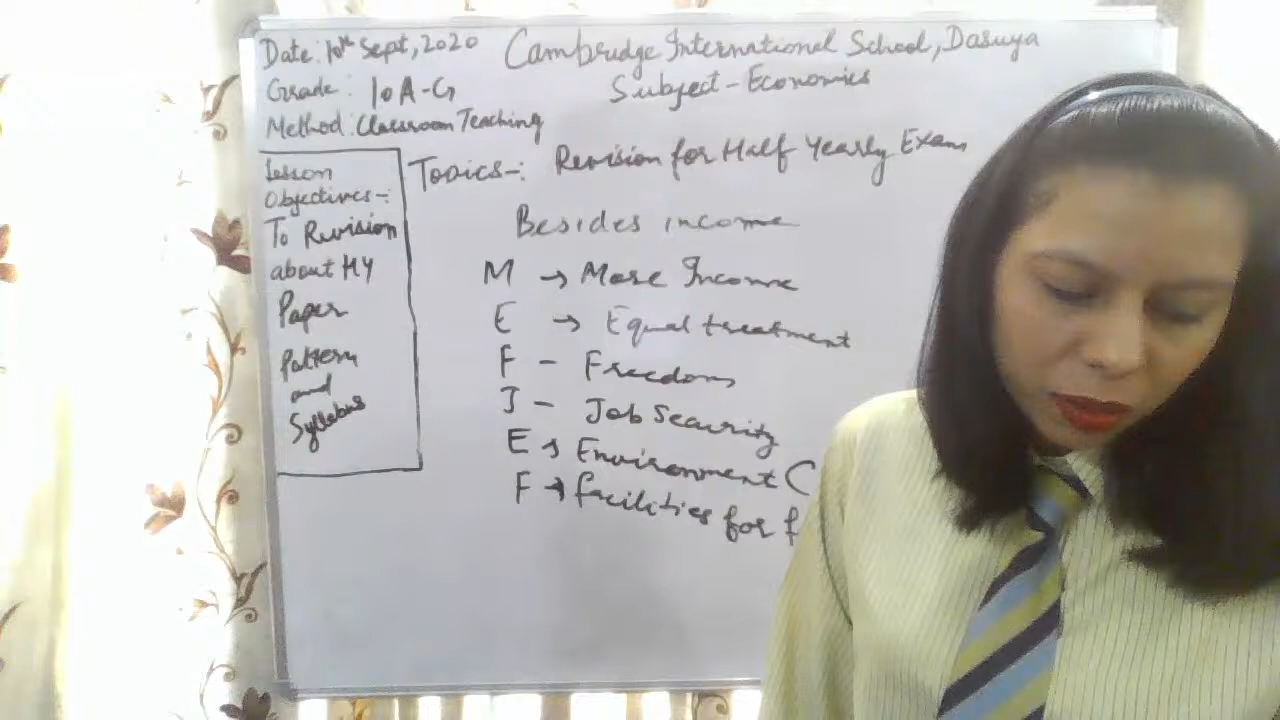 Date: 10th Sept, 2020
Cambridge International School, Dasuya
Grade: 10 A-G
Subject - Economics
Method: Classroom Teaching
Lesson
Objectives-:
To Revision
about HY
Paper
Pattern
and
Syllabus
Topics-: Revision for Half Yearly Exam
Besides income
M → More Income
E → Equal treatment
F - Freedom
J - Job Security
E → Environment C
F → facilities for f